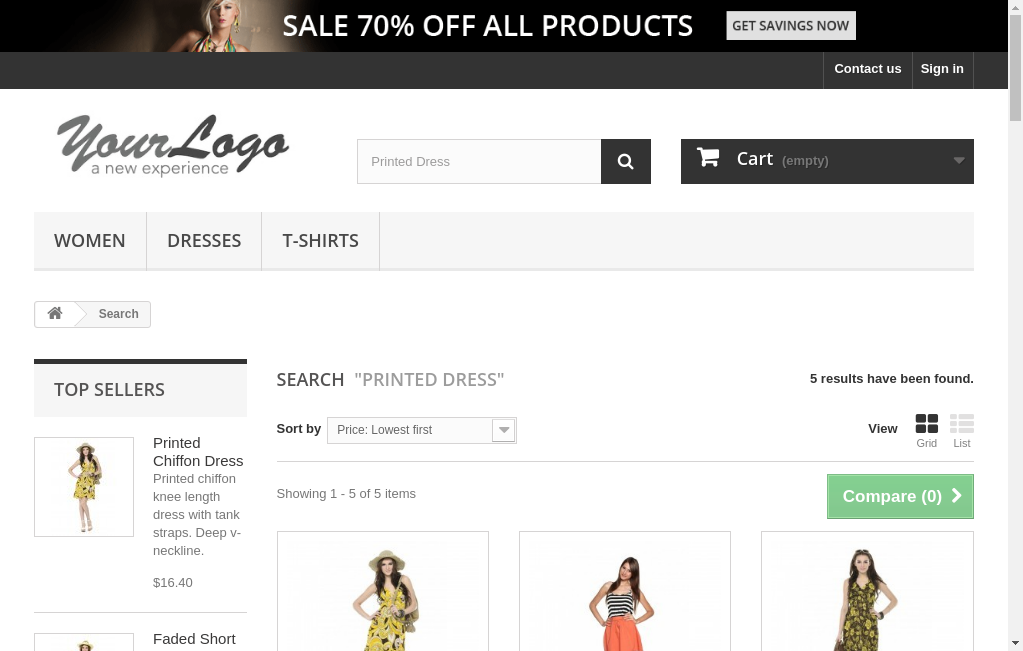 SALE 70% OFF ALL PRODUCTS
GET SAVINGS NOW
Contact us
Sign in
YourLogo
a new experience
Printed Dress
Cart (empty)
WOMEN
DRESSES
T-SHIRTS
Search
TOP SELLERS
Printed
Chiffon Dress
Printed chiffon
knee length
dress with tank
straps. Deep v-
neckline.
$16.40
Faded Short
SEARCH "PRINTED DRESS"
5 results have been found.
Sort by
Price: Lowest first
View
Grid
List
Showing 1 - 5 of 5 items
Compare (0)